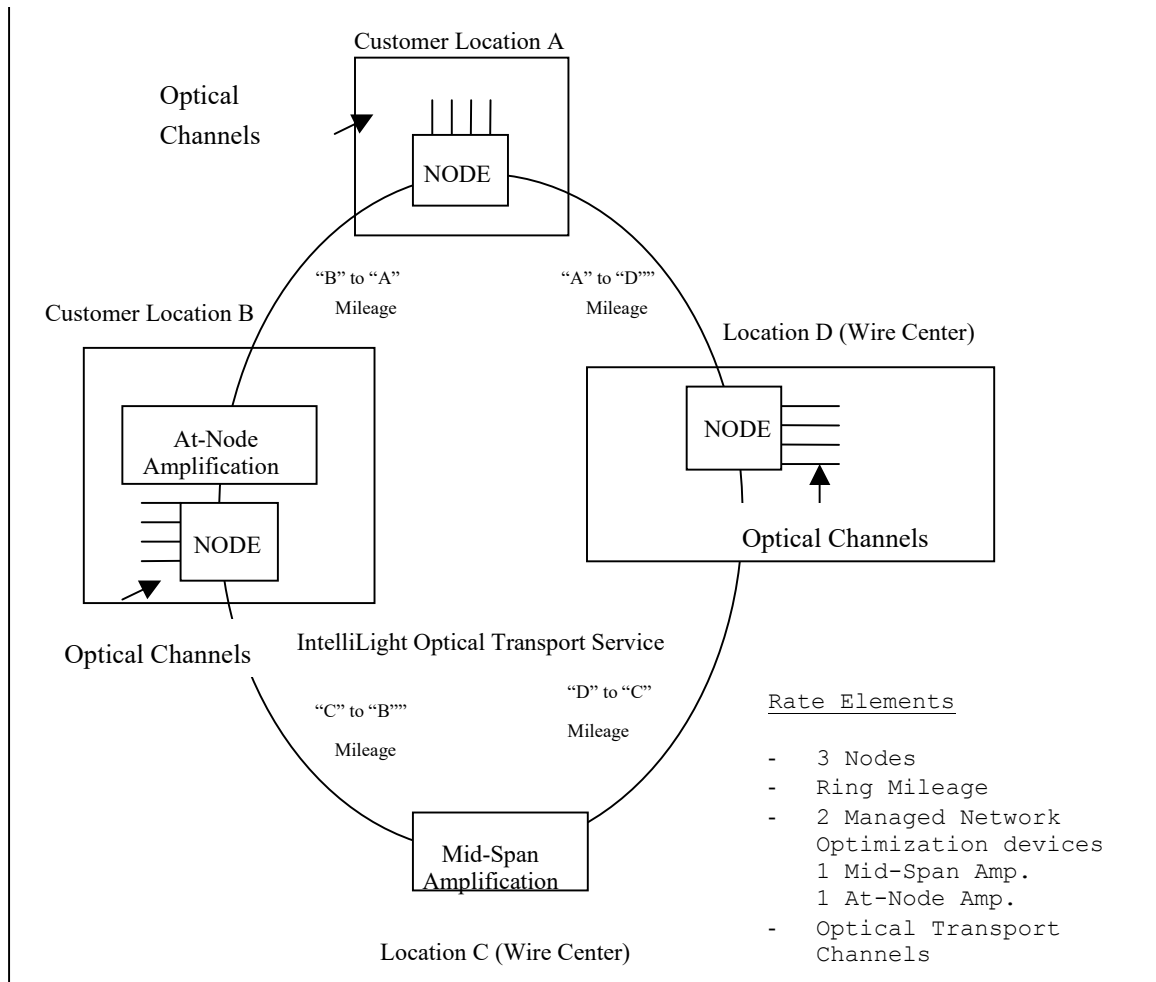 Customer Location A
Optical
Channels
NODE
“B” to “A”
Mileage
“A” to “D””
Mileage
Customer Location B
Location D (Wire Center)
At-Node
Amplification
NODE
NODE
Optical Channels
Optical Channels
IntelliLight Optical Transport Service
“C” to “B””
Mileage
“D” to “C”
Mileage
Rate Elements
- 3 Nodes
- Ring Mileage
- 2 Managed Network
Optimization devices
1 Mid-Span Amp.
1 At-Node Amp.
- Optical Transport
Channels
Mid-Span
Amplification
Location C (Wire Center)